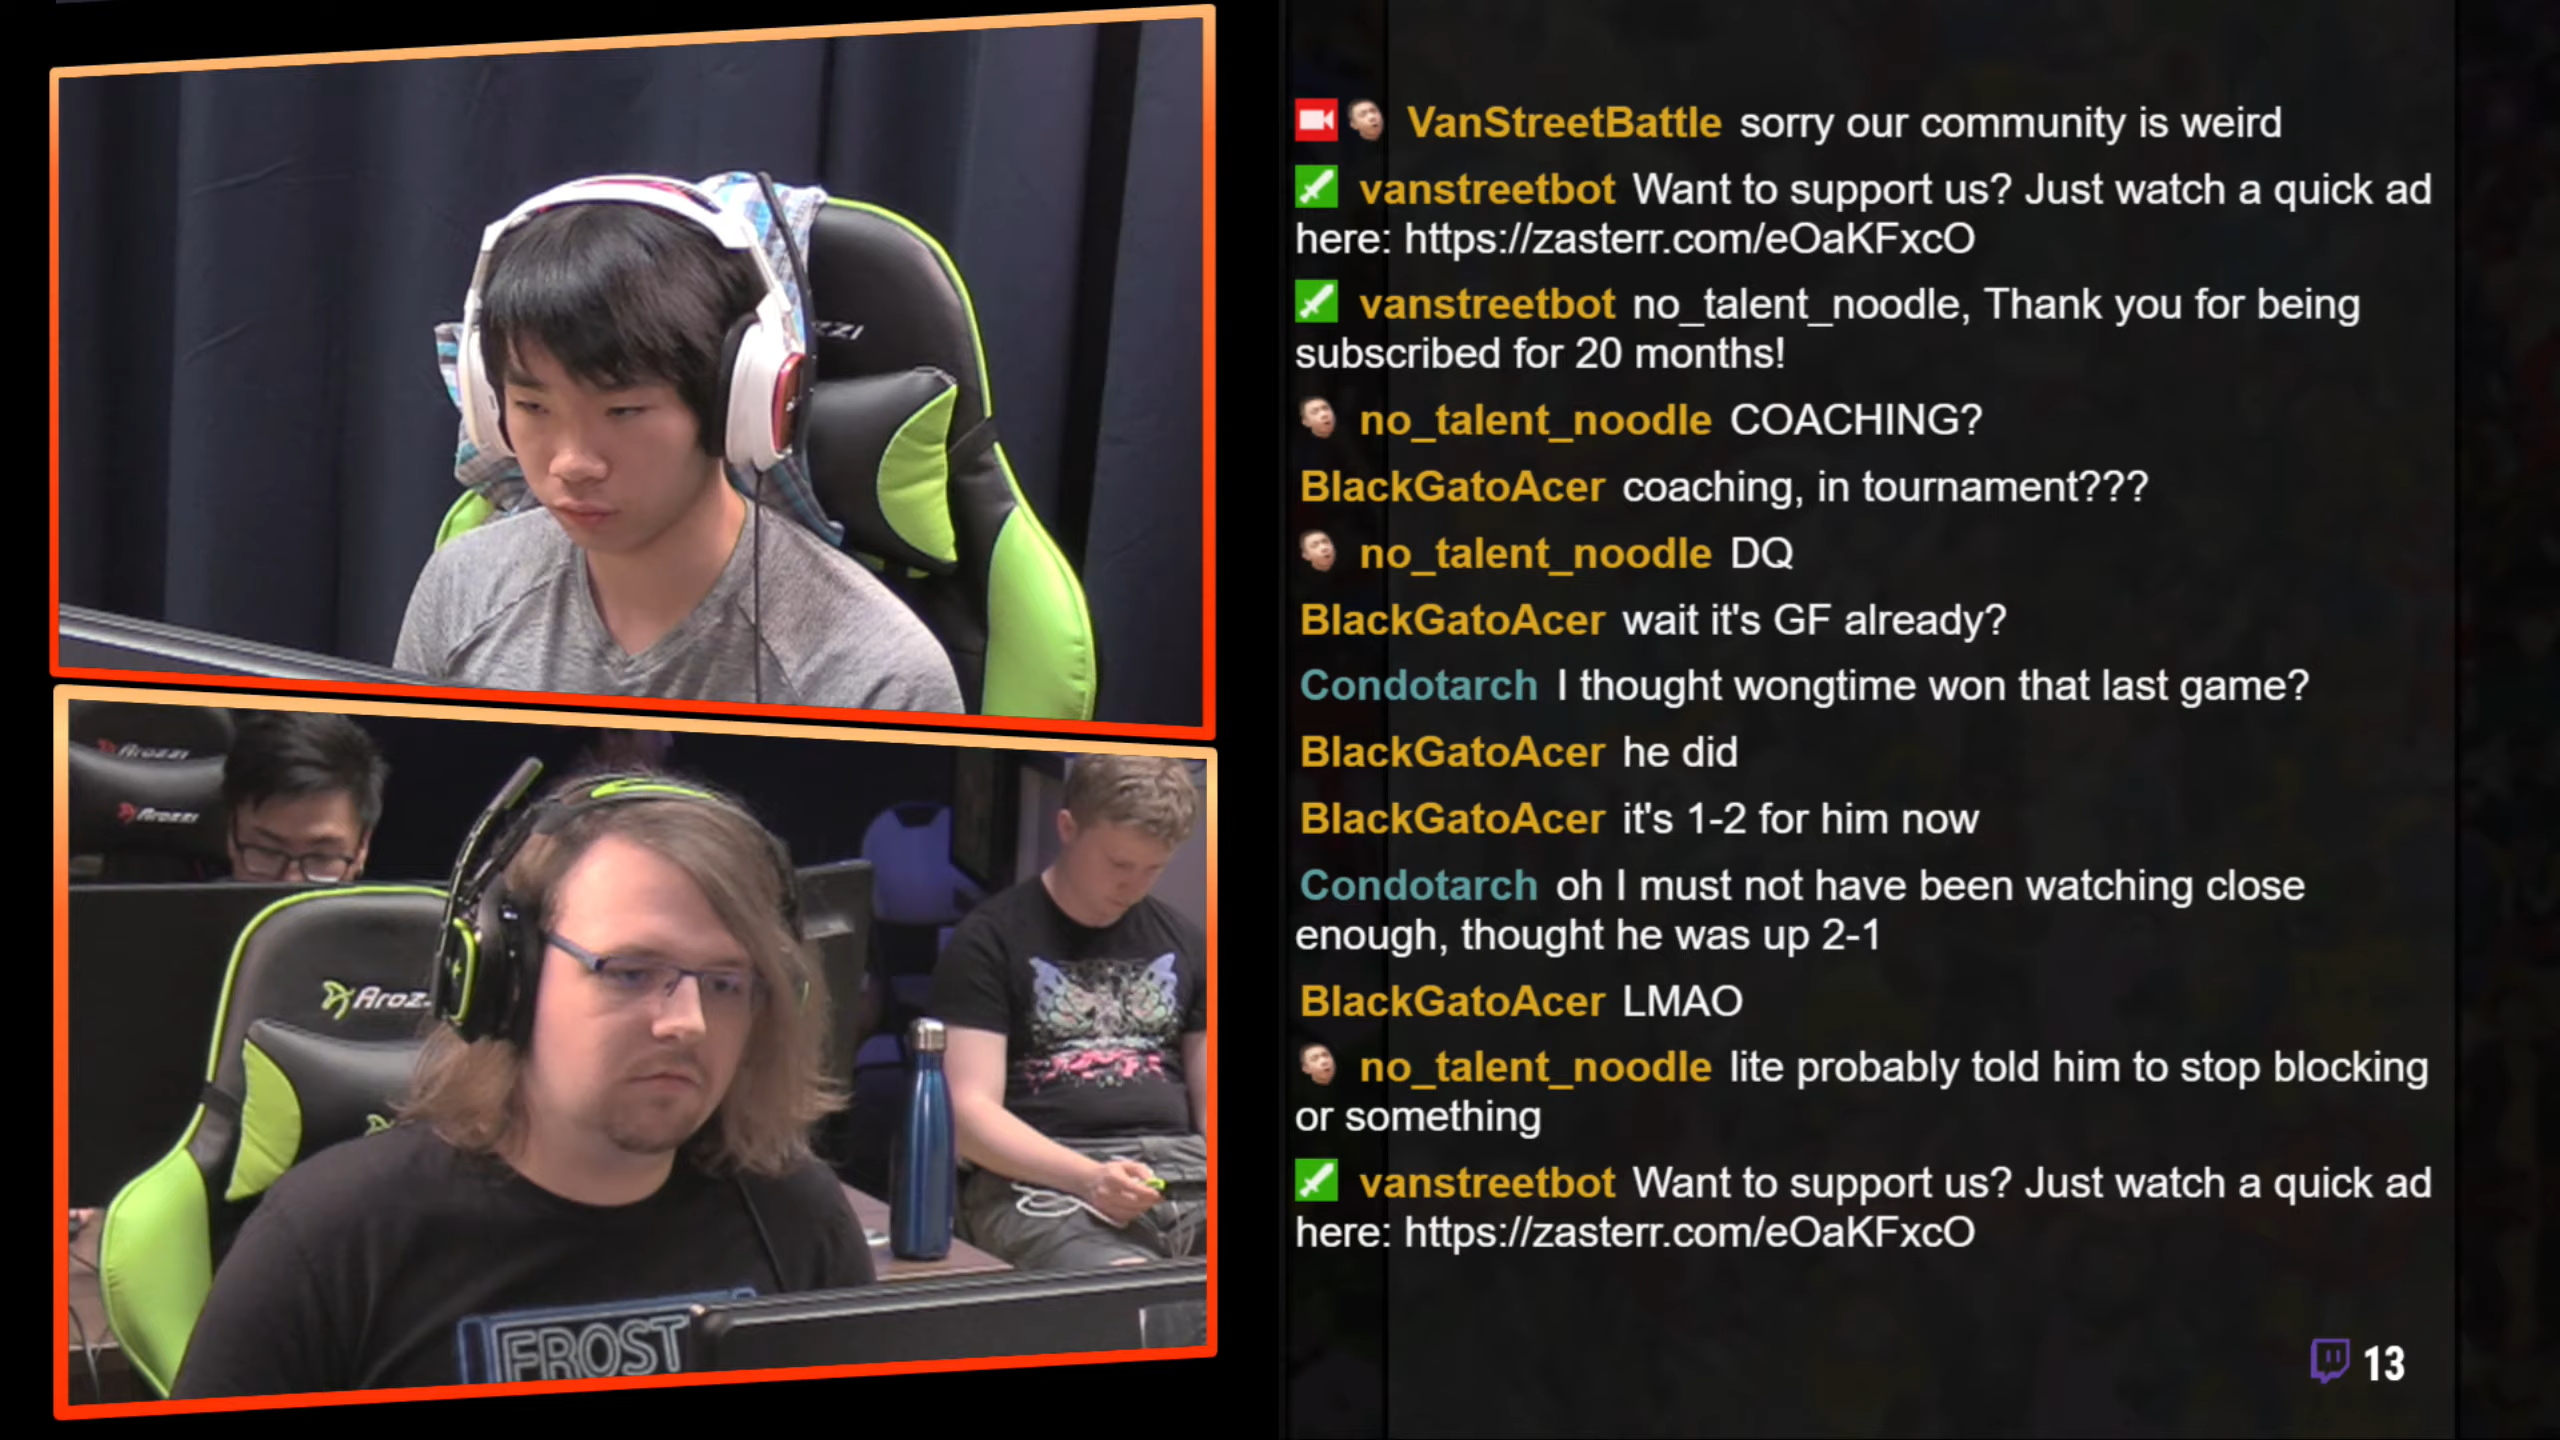 VanStreetBattle sorry our community is weird
vanstreetbot Want to support us? Just watch a quick ad
here: https://zasterr.com/eOaKFxcO
vanstreetbot no_talent_noodle, Thank you for being
subscribed for 20 months!
no_talent_noodle COACHING?
BlackGatoAcer coaching, in tournament???
no_talent_noodle DQ
BlackGatoAcer wait it's GF already?
Condotarch I thought wongtime won that last game?
BlackGatoAcer he did
BlackGatoAcer it's 1-2 for him now
Condotarch oh I must not have been watching close
enough, thought he was up 2-1
BlackGatoAcer LMAO
no_talent_noodle lite probably told him to stop blocking
or something
vanstreetbot Want to support us? Just watch a quick ad
here: https://zasterr.com/eOaKFxcO
13
ZZI
Arozzi
Arozzi
Aroz
FROST